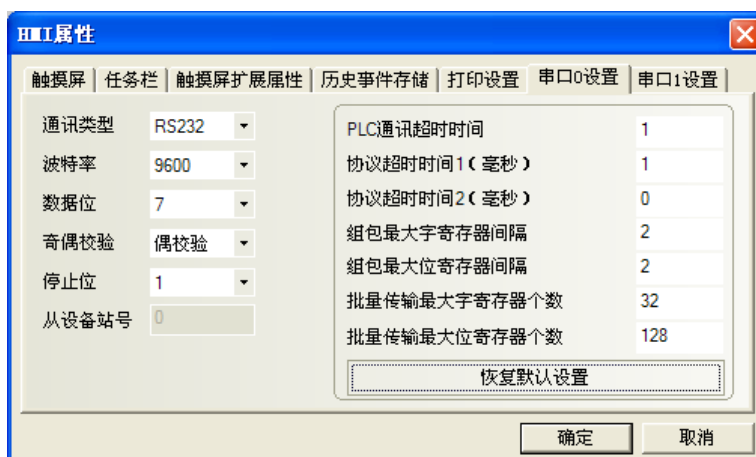 HMI属性
触摸屏 任务栏 触摸屏扩展属性 历史事件存储 打印设置 串口0设置 串口1设置
通讯类型 RS232
波特率 9600
数据位 7
奇偶校验 偶校验
停止位 1
从设备站号 0
PLC通讯超时时间 1
协议超时时间1(毫秒) 1
协议超时时间2(毫秒) 0
组包最大字寄存器间隔 2
组包最大位寄存器间隔 2
批量传输最大字寄存器个数 32
批量传输最大位寄存器个数 128
恢复默认设置
确定 取消